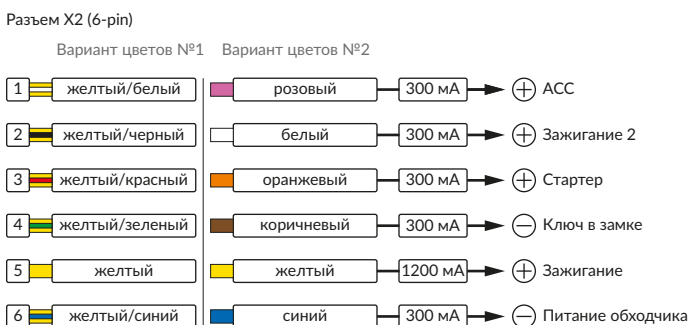 Разъем X2 (6-pin)
Вариант цветов №1 Вариант цветов №2
1 желтый/белый розовый 300 мА + АСС
2 желтый/черный белый 300 мА + Зажигание 2
3 желтый/красный оранжевый 300 мА + Стартер
4 желтый/зеленый коричневый 300 мА − Ключ в замке
5 желтый желтый 1200 мА + Зажигание
6 желтый/синий синий 300 мА − Питание обходчика